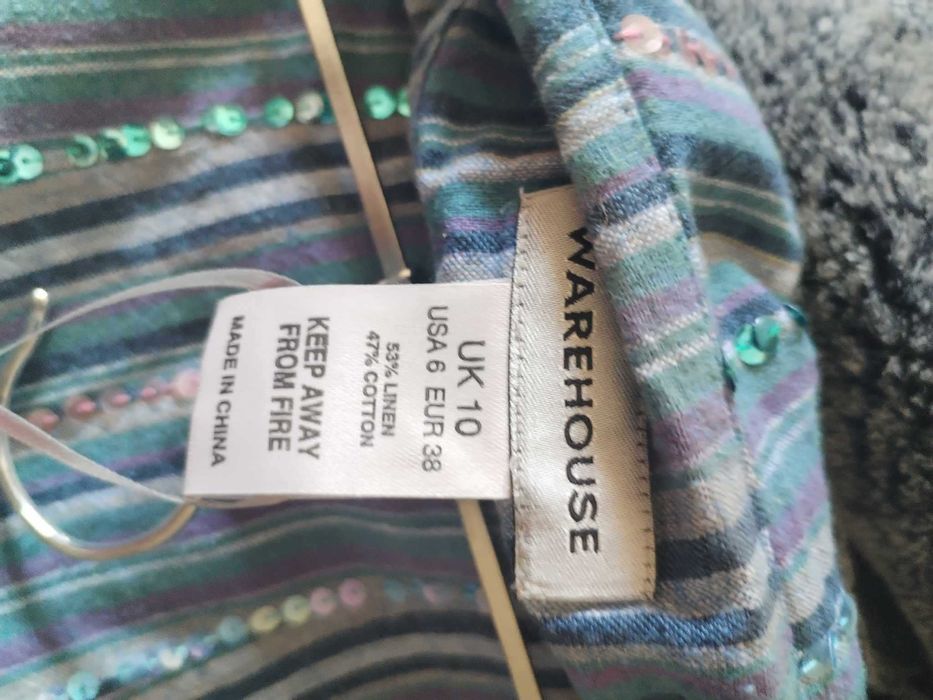 WAREHOUSE
UK 10
USA 6 EUR 38
53% LINEN
47% COTTON
KEEP AWAY
FROM FIRE
MADE IN CHINA